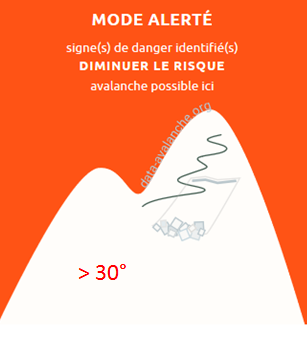 MODE ALERTÉ
signe(s) de danger identifié(s)
DIMINUER LE RISQUE
avalanche possible ici
data-avalanche.org
> 30°